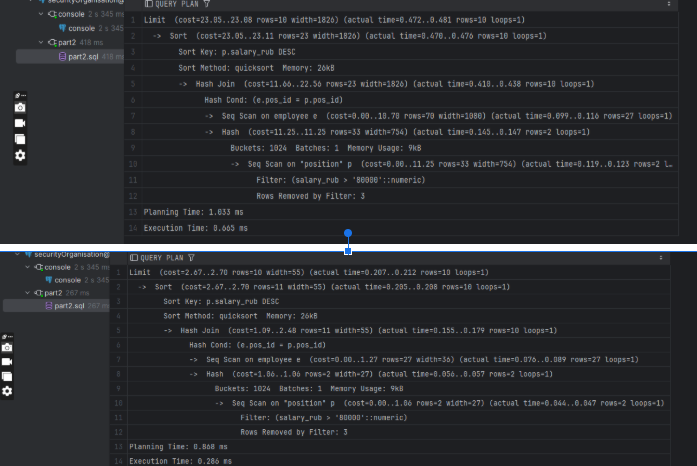 securityOrganisation@
console 2 s 345 m
console 2 s
part2 418 ms
part2.sql 418 m
QUERY PLAN
1 Limit (cost=23.05..23.08 rows=10 width=1826) (actual time=0.472..0.481 rows=10 loops=1)
2 -> Sort (cost=23.05..23.11 rows=23 width=1826) (actual time=0.470..0.476 rows=10 loops=1)
3 Sort Key: p.salary_rub DESC
4 Sort Method: quicksort Memory: 26kB
5 -> Hash Join (cost=11.66..22.56 rows=23 width=1826) (actual time=0.410..0.438 rows=10 loops=1)
6 Hash Cond: (e.pos_id = p.pos_id)
7 -> Seq Scan on employee e (cost=0.00..10.70 rows=70 width=1080) (actual time=0.099..0.116 rows=27 loops=1)
8 -> Hash (cost=11.25..11.25 rows=33 width=754) (actual time=0.145..0.147 rows=2 loops=1)
9 Buckets: 1024 Batches: 1 Memory Usage: 9kB
10 -> Seq Scan on "position" p (cost=0.00..11.25 rows=33 width=754) (actual time=0.119..0.123 rows=2 l…
11 Filter: (salary_rub > '80000'::numeric)
12 Rows Removed by Filter: 3
13 Planning Time: 1.033 ms
14 Execution Time: 0.665 ms
securityOrganisation@
console 2 s 345 m
console 2 s 345
part2 267 ms
part2.sql 267 m
QUERY PLAN
1 Limit (cost=2.67..2.70 rows=10 width=55) (actual time=0.207..0.212 rows=10 loops=1)
2 -> Sort (cost=2.67..2.70 rows=11 width=55) (actual time=0.205..0.208 rows=10 loops=1)
3 Sort Key: p.salary_rub DESC
4 Sort Method: quicksort Memory: 26kB
5 -> Hash Join (cost=1.09..2.48 rows=11 width=55) (actual time=0.155..0.179 rows=10 loops=1)
6 Hash Cond: (e.pos_id = p.pos_id)
7 -> Seq Scan on employee e (cost=0.00..1.27 rows=27 width=36) (actual time=0.076..0.089 rows=27 loops=1)
8 -> Hash (cost=1.06..1.06 rows=2 width=27) (actual time=0.056..0.057 rows=2 loops=1)
9 Buckets: 1024 Batches: 1 Memory Usage: 9kB
10 -> Seq Scan on "position" p (cost=0.00..1.06 rows=2 width=27) (actual time=0.044..0.047 rows=2 loops=1)
11 Filter: (salary_rub > '80000'::numeric)
12 Rows Removed by Filter: 3
13 Planning Time: 0.868 ms
14 Execution Time: 0.286 ms